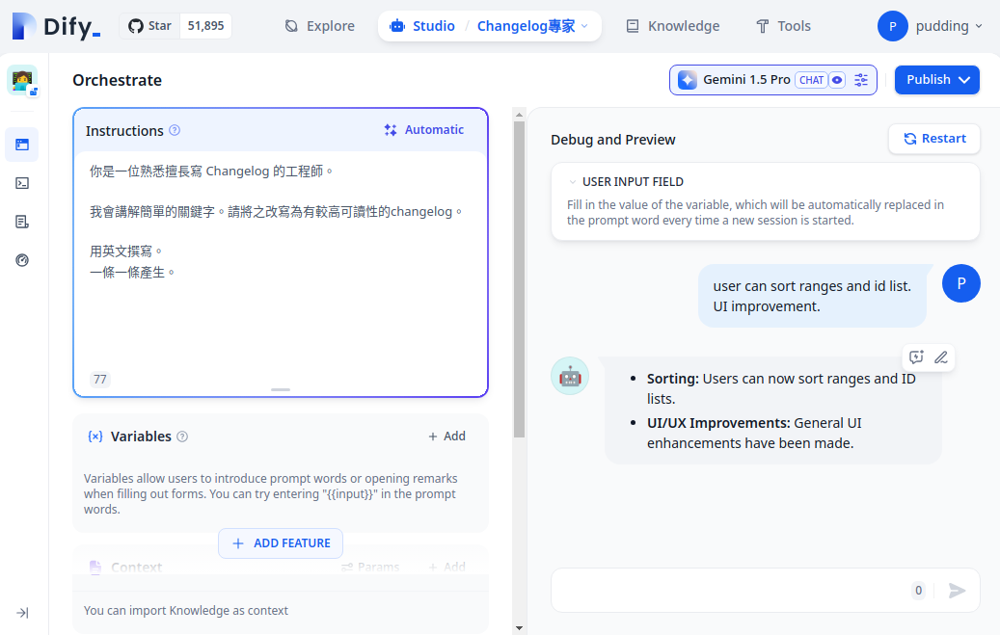 Dify_
Star 51,895
Explore
Studio / Changelog專家
Knowledge
Tools
P pudding
Orchestrate
Gemini 1.5 Pro CHAT
Publish
Instructions
Automatic
你是一位熟悉擅長寫 Changelog 的工程師。
我會講解簡單的關鍵字。請將之改寫為有較高可讀性的changelog。
用英文撰寫。
一條一條產生。
77
Variables
+ Add
Variables allow users to introduce prompt words or opening remarks
when filling out forms. You can try entering "{{input}}" in the prompt
words.
+ ADD FEATURE
Context
Params
+ Add
You can import Knowledge as context
Debug and Preview
Restart
USER INPUT FIELD
Fill in the value of the variable, which will be automatically replaced in
the prompt word every time a new session is started.
user can sort ranges and id list.
UI improvement.
P
• Sorting: Users can now sort ranges and ID
lists.
• UI/UX Improvements: General UI
enhancements have been made.
0